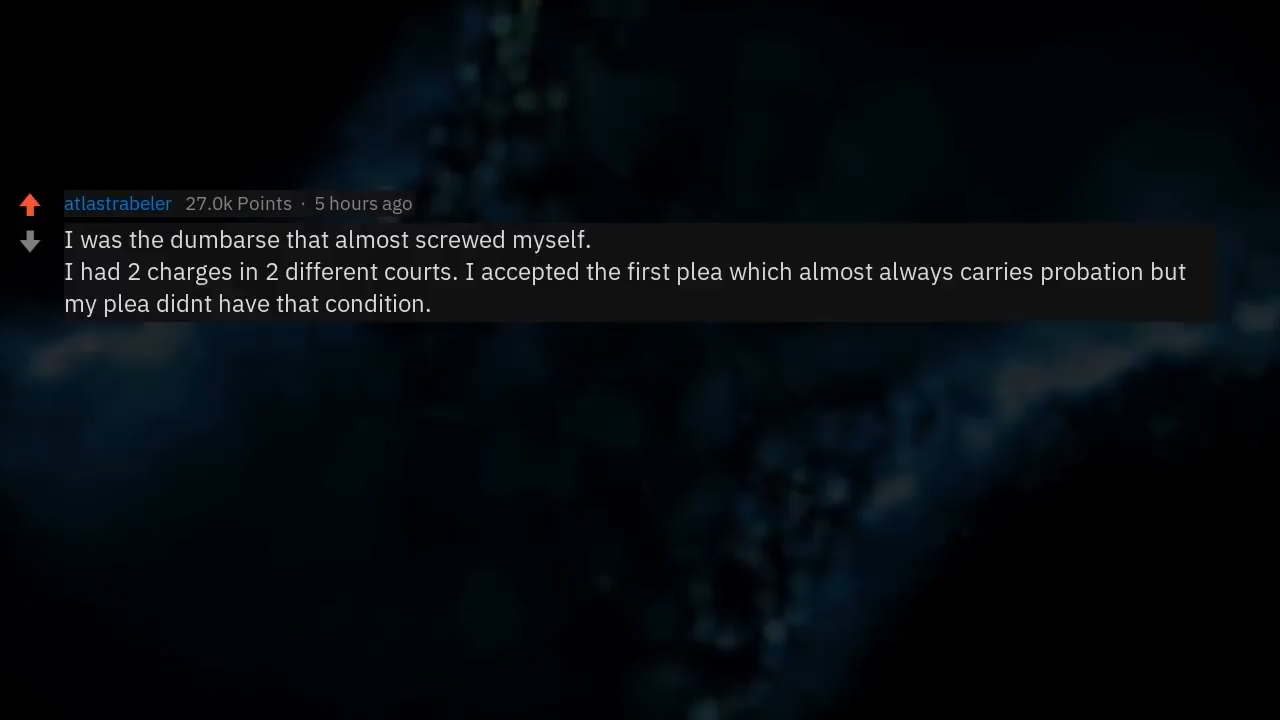 atlastrabeler 27.0k Points · 5 hours ago
I was the dumbarse that almost screwed myself.
I had 2 charges in 2 different courts. I accepted the first plea which almost always carries probation but
my plea didnt have that condition.